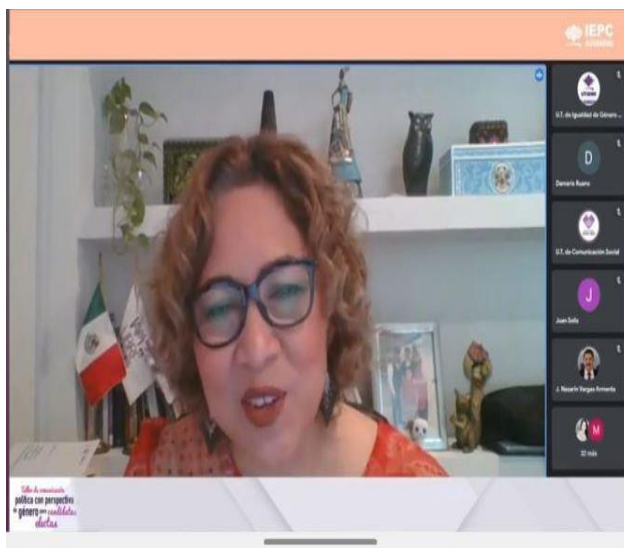 IEPC
GUERRERO
U.T. de Igualdad de Género ...
D
Damaris Ruano
U.T. de Comunicación Social
J
Juan Solis
J. Nazarín Vargas Armenta
M
32 más
Taller de comunicación
política con perspectiva
de género para candidatas
electas